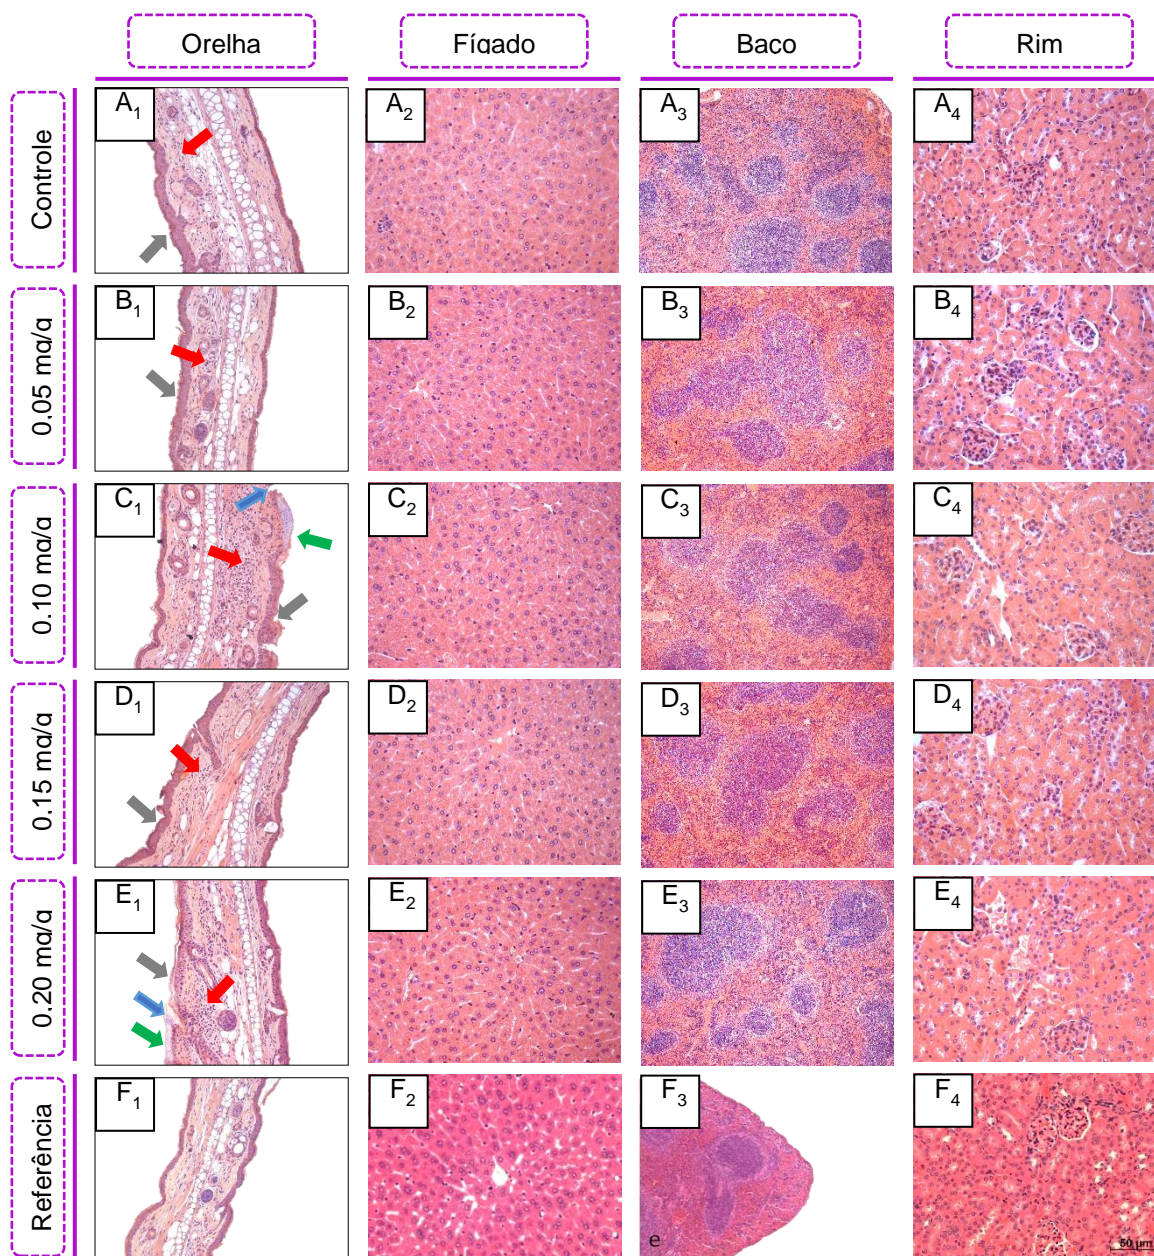 Orelha
Fígado
Baço
Rim
Controle
A1
A2
A3
A4
0.05 mg/g
B1
B2
B3
B4
0.10 mg/g
C1
C2
C3
C4
0.15 mg/g
D1
D2
D3
D4
0.20 mg/g
E1
E2
E3
E4
Referência
F1
F2
F3
F4
e
50 µm